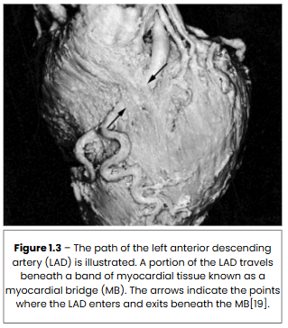 Figure 1.3 – The path of the left anterior descending
artery (LAD) is illustrated. A portion of the LAD travels
beneath a band of myocardial tissue known as a
myocardial bridge (MB). The arrows indicate the points
where the LAD enters and exits beneath the MB[19].